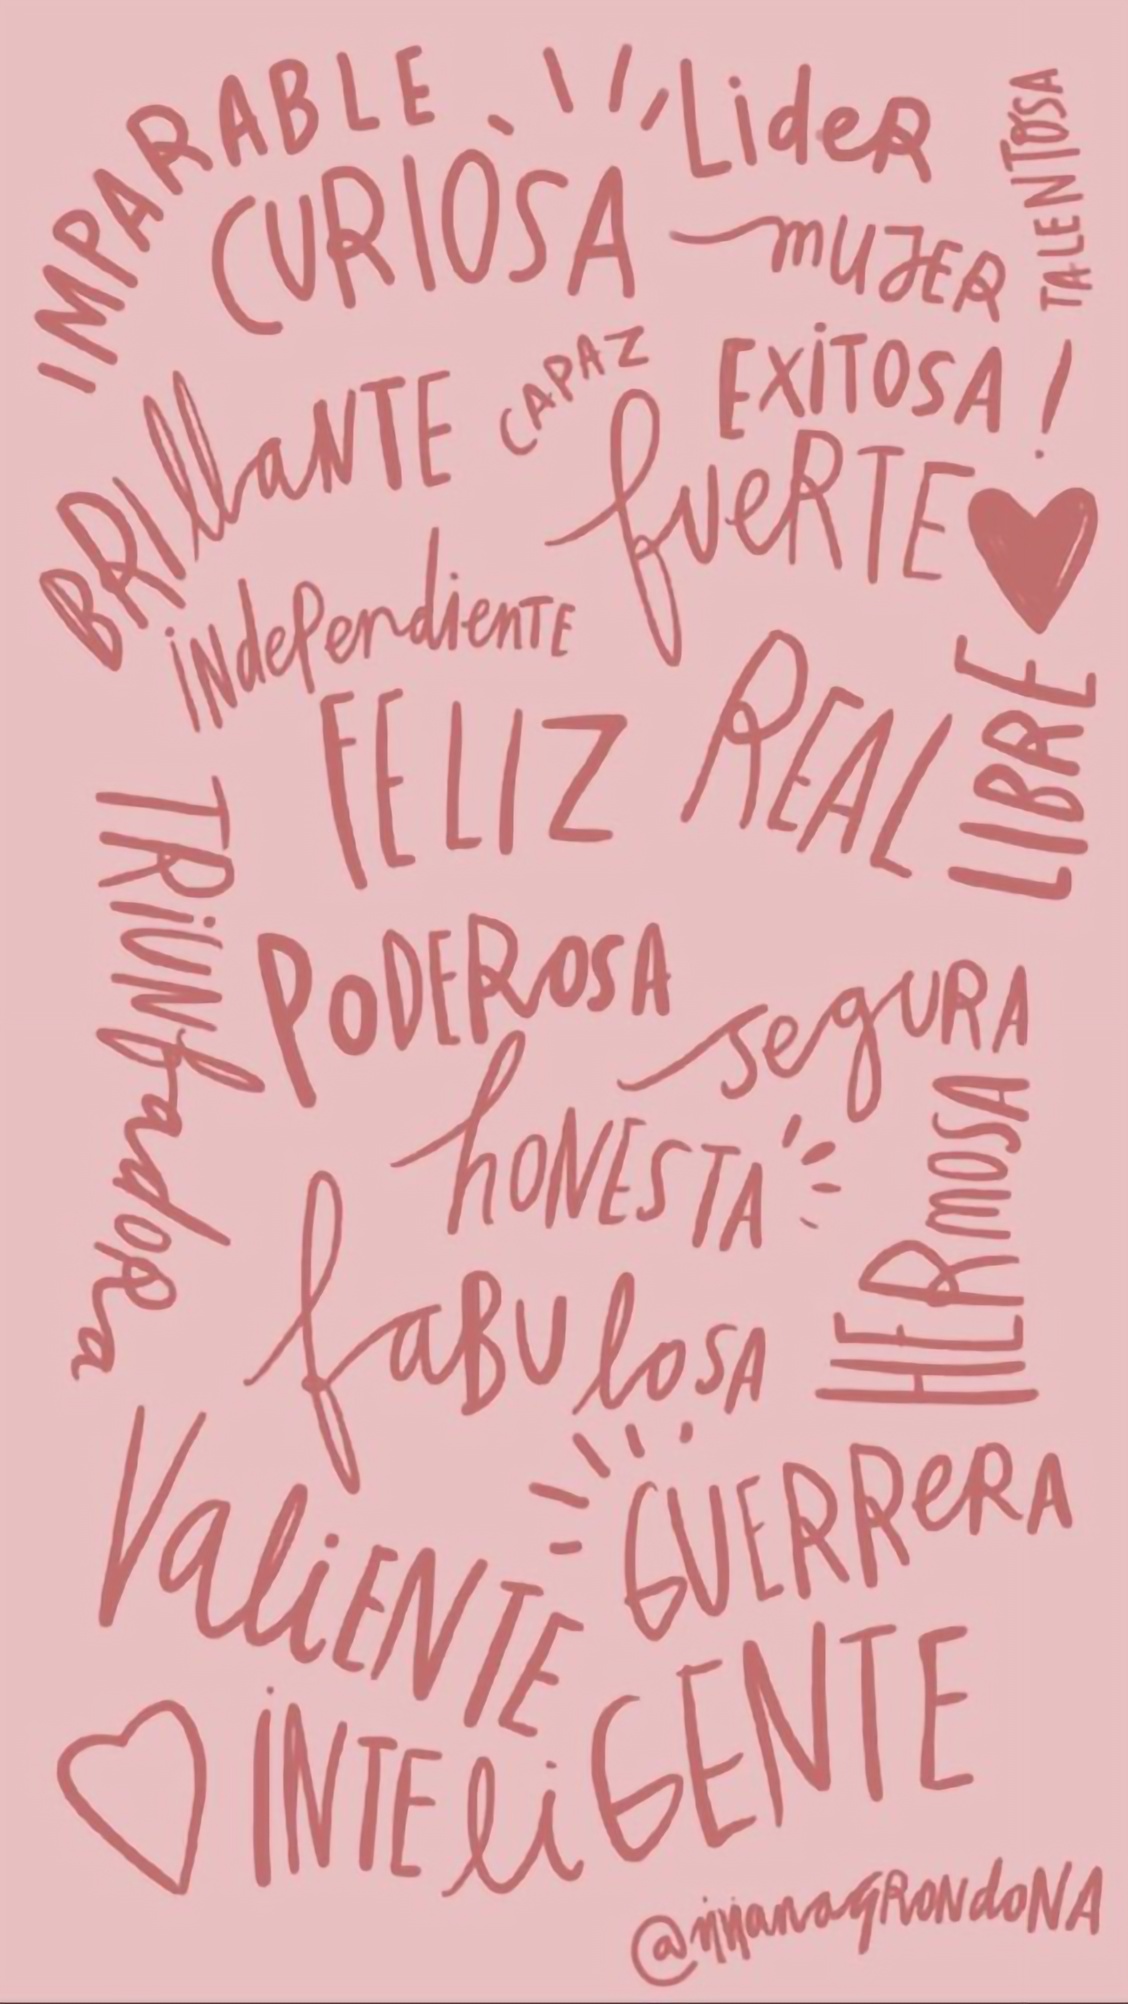 IMPARABLE
LideR
TALENTOSA
CURIOSA
mUJER
CAPAZ
EXiTOSA!
BRIllaNTE
fueRTE
iNdePendienTE
FELIZ
REAL
LIBRE
TRiUNfadoRa
PoDERoSA
segURA
hONESTA
HERmOSA
faBUloSA
ValiENTE
GUERReRA
iNTEliGENTE